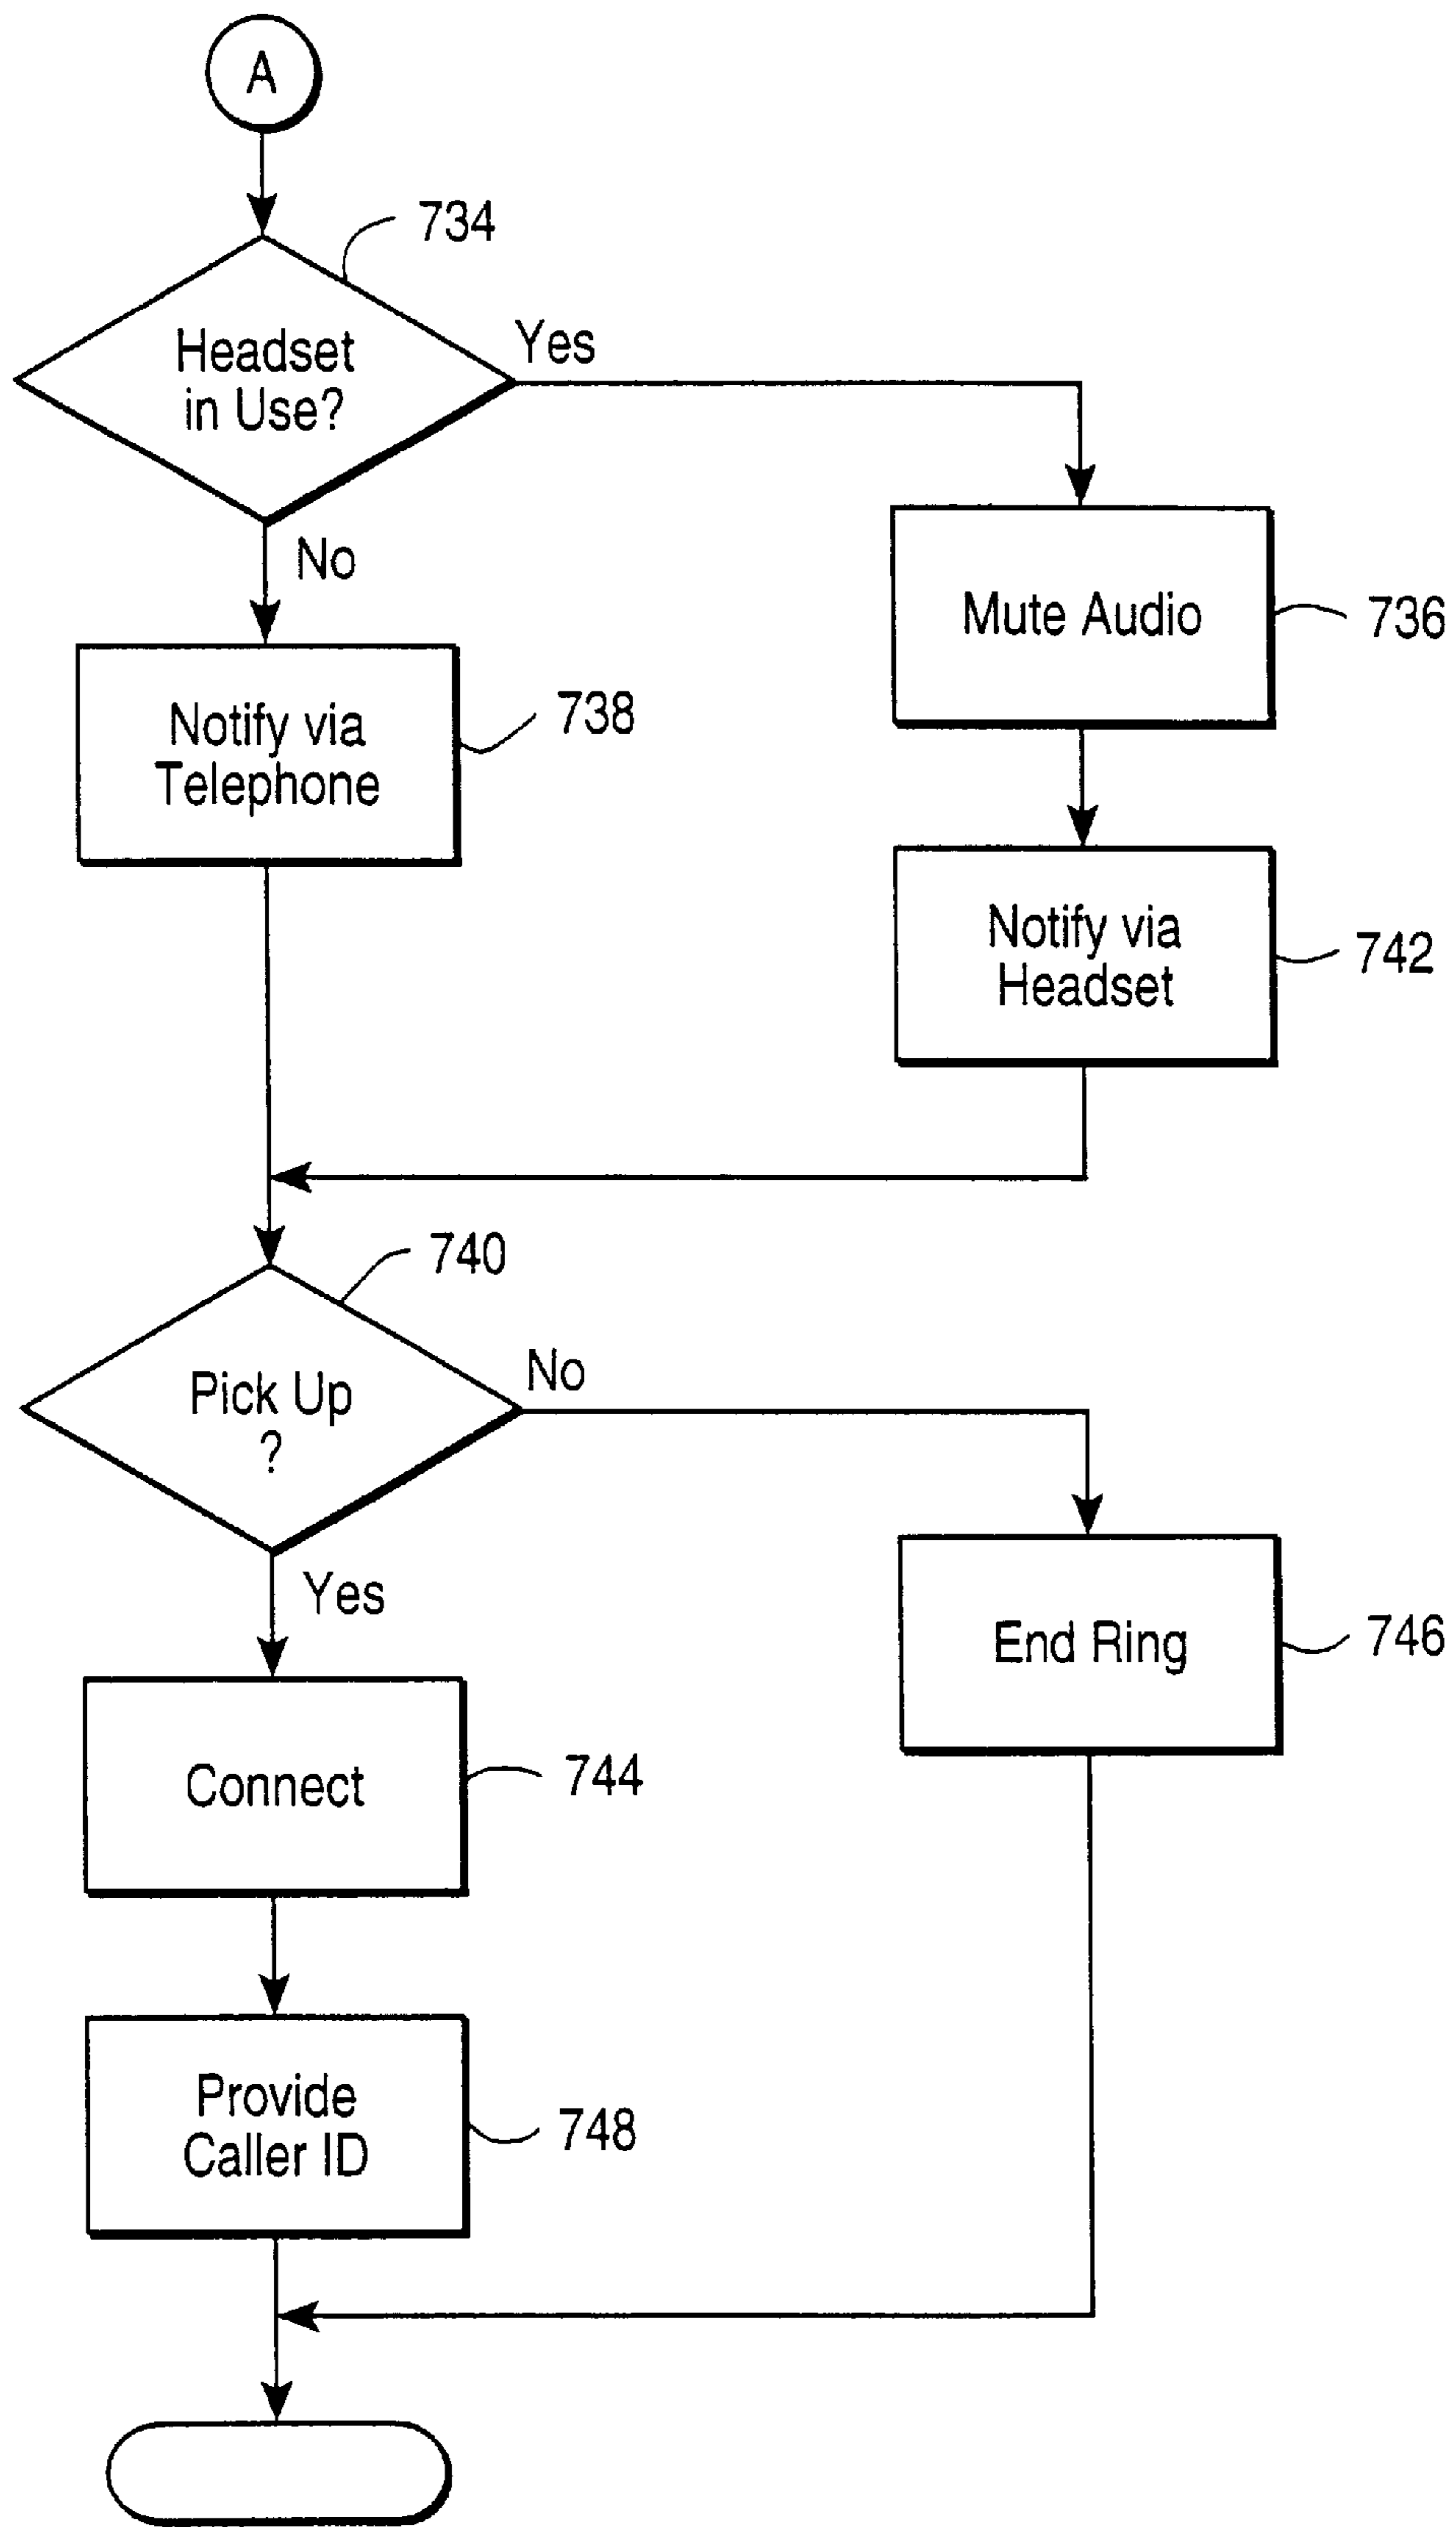 A
734
Headset
in Use?
Yes
No
Mute Audio
736
Notify via
Telephone
738
Notify via
Headset
742
740
Pick Up
?
No
Yes
End Ring
746
Connect
744
Provide
Caller ID
748